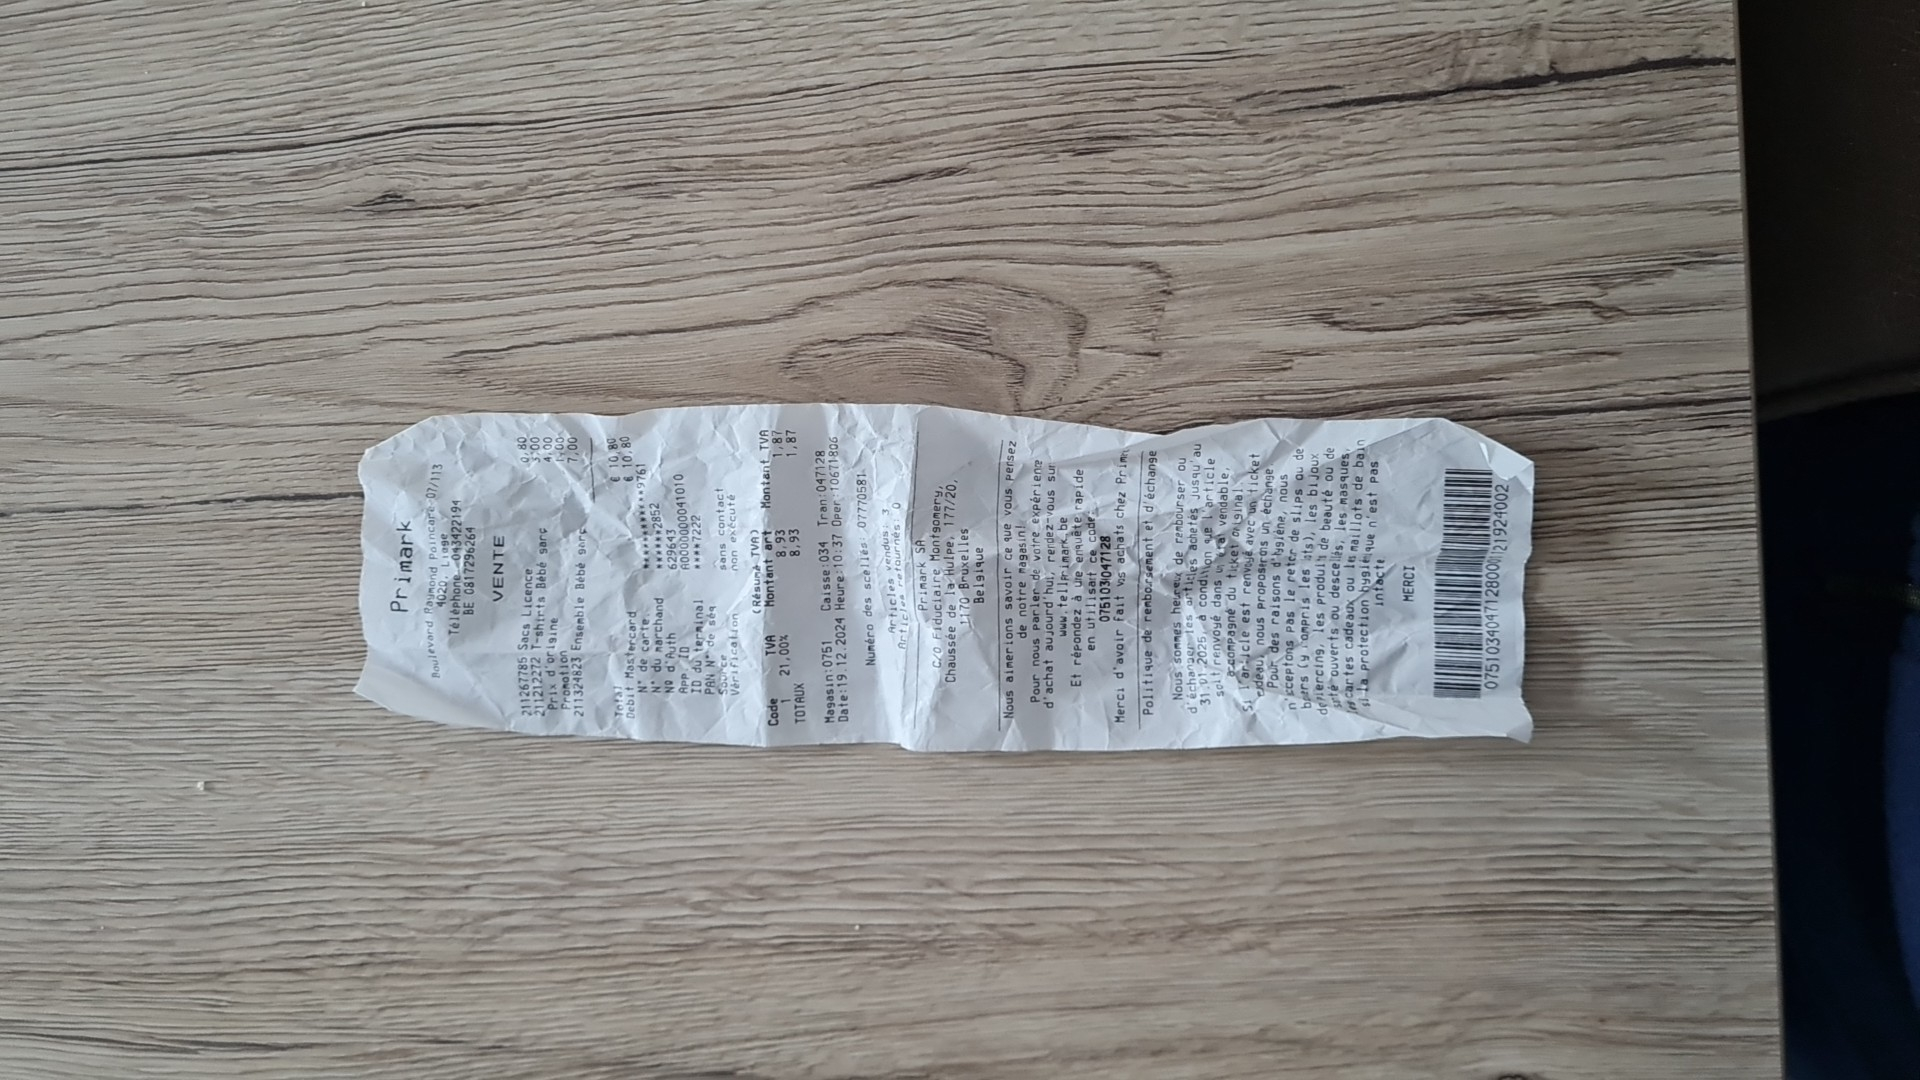 Primark
Boulevard Raymond Poincaré 07/13
4020, Liège
Téléphone 043422194
BE 0817296264
VENTE
211267785 Sacs Licence 0,80
211121272 T-shirts Bébé garç 3,00
Prix d'origine 4,00
Promotion 1,00-
211324823 Ensemble Bébé garç 7,00
Total € 10,80
Debit Mastercard € 10,80
N° de carte. ************9761
N° du marchand ******2852
N° d'Auth 629643
App ID A0000000041010
ID du terminal ****7222
PAN N° de séq
Source sans contact
Vérification non exécuté
(Résumé TVA)
Code TVA Montant art Montant TVA
1 21,00% 8,93 1,87
TOTAUX 8,93 1,87
Magasin:0751 Caisse:034 Tran:047128
Date:19.12.2024 Heure:10:37 Oper:10671806
Numéro des scellés: 07770581
Articles vendus: 3
Articles retournés: 0
Primark SA
c/o Fiduciaire Montgomery,
Chaussée de la Hulpe, 177/20,
1170 Bruxelles
Belgique
Nous aimerions savoir ce que vous pensez
de notre magasin!
Pour nous parler de votre expérience
d'achat aujourd'hui, rendez-vous sur
www.tellprimark.be
Et répondez à une enquête rapide
en utilisant ce code:
075103047128
Merci d'avoir fait vos achats chez
Politique de remboursement et d'échange
Nous sommes heureux de rembourser ou
d'échanger les articles achetés jusqu'au
31.01.2025, à condition que l'article
soit renvoyé dans un état vendable,
accompagné du ticket original.
Si l'article est renvoyé avec un ticket
cadeau, nous proposerons un échange.
Pour des raisons d'hygiène, nous
n'acceptons pas le retour de slips ou de
(y compris les lots), les bijoux
de piercing, les produits de beauté ou de
ouverts ou descellés, les masques,
les cartes cadeaux ou le maillots de bain
si la protection hygiénique n'est pas
intacte
MERCI